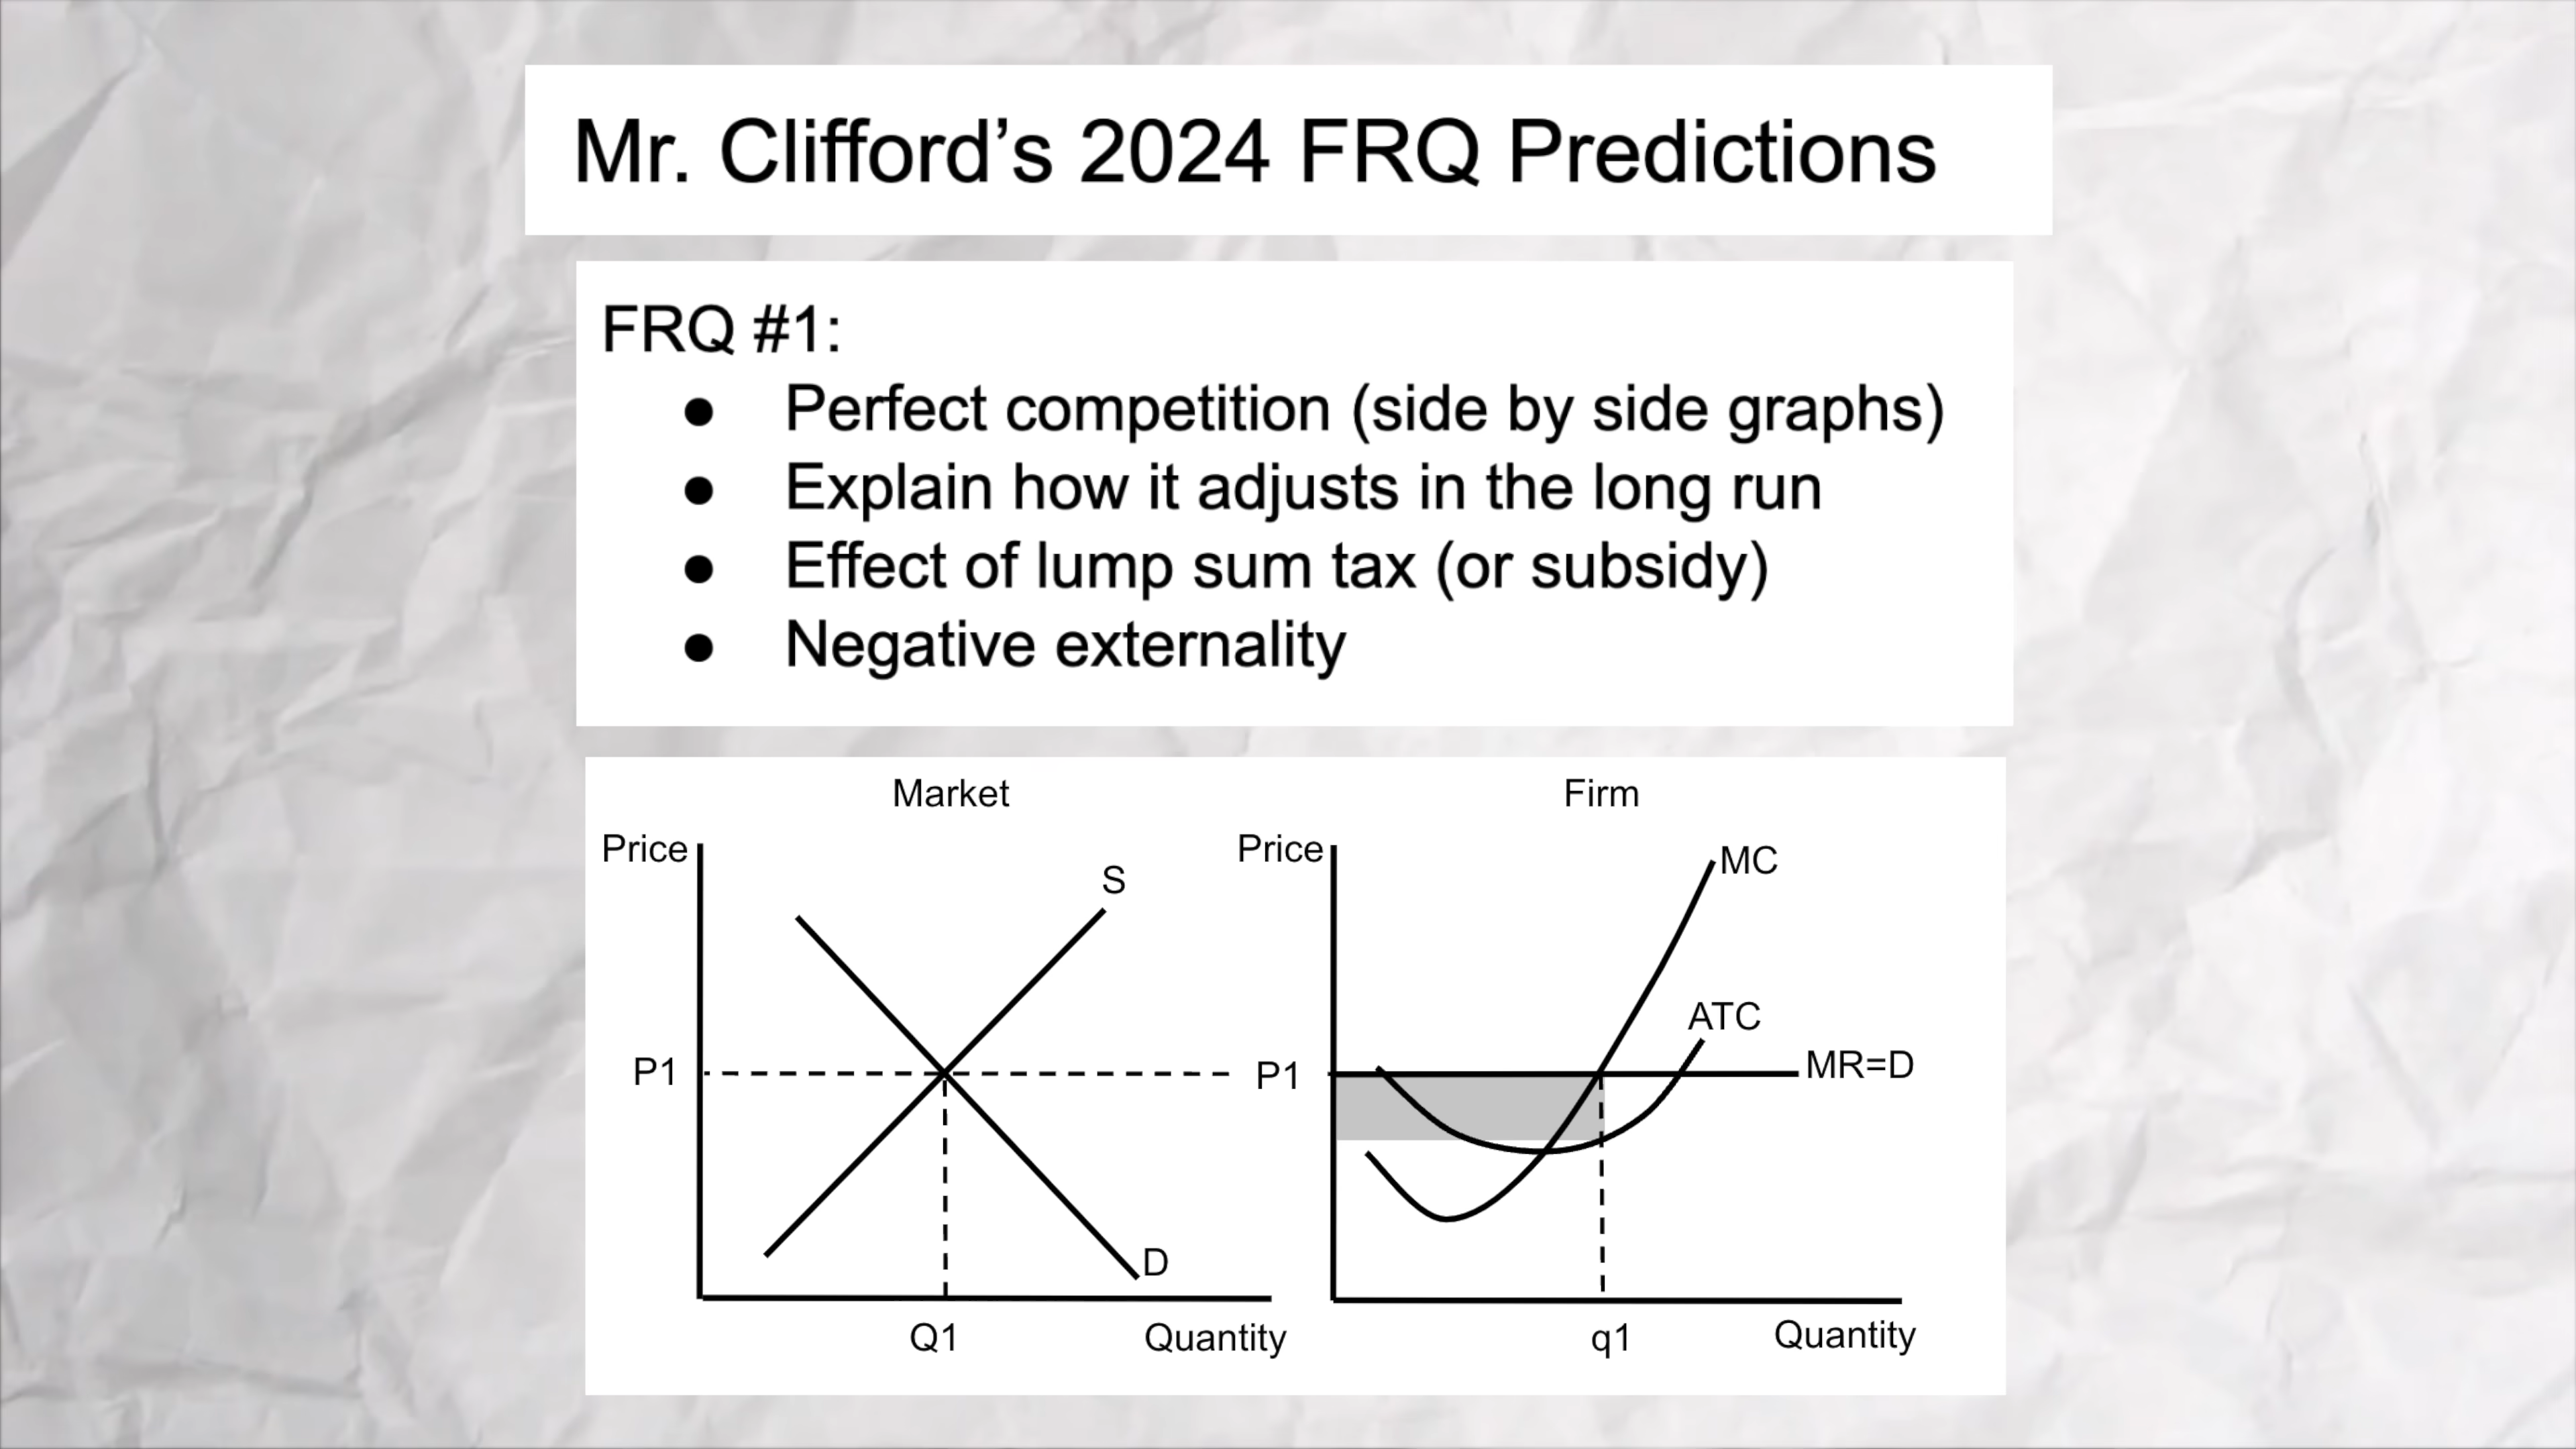 Mr. Clifford’s 2024 FRQ Predictions
FRQ #1:
● Perfect competition (side by side graphs)
● Explain how it adjusts in the long run
● Effect of lump sum tax (or subsidy)
● Negative externality
Market
Price
S
P1
D
Q1
Quantity
Firm
Price
MC
ATC
MR=D
P1
q1
Quantity